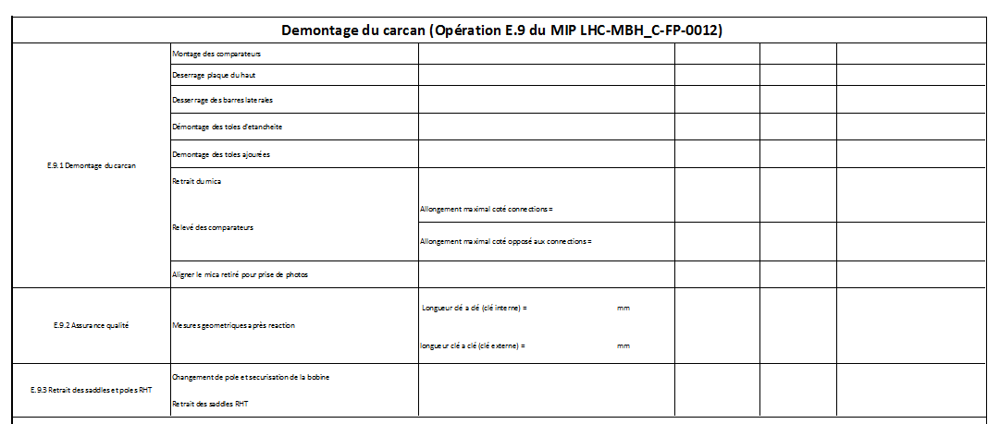 Demontage du carcan (Opération E.9 du MIP LHC-MBH_C-FP-0012)
E.9.1 Demontage du carcan
Montage des comparateurs
Deserrage plaque du haut
Desserrage des barres laterales
Démontage des toles d'etancheite
Demontage des toles ajourées
Retrait du mica
Relevé des comparateurs
Allongement maximal coté connections =
Allongement maximal coté opposé aux connections =
Aligner le mica retiré pour prise de photos
E.9.2 Assurance qualité
Mesures geometriques après reaction
Longueur clé a clé (clé interne) = mm
longueur clé a clé (clé externe) = mm
E.9.3 Retrait des saddles et poles RHT
Changement de pole et securisation de la bobine
Retrait des saddles RHT